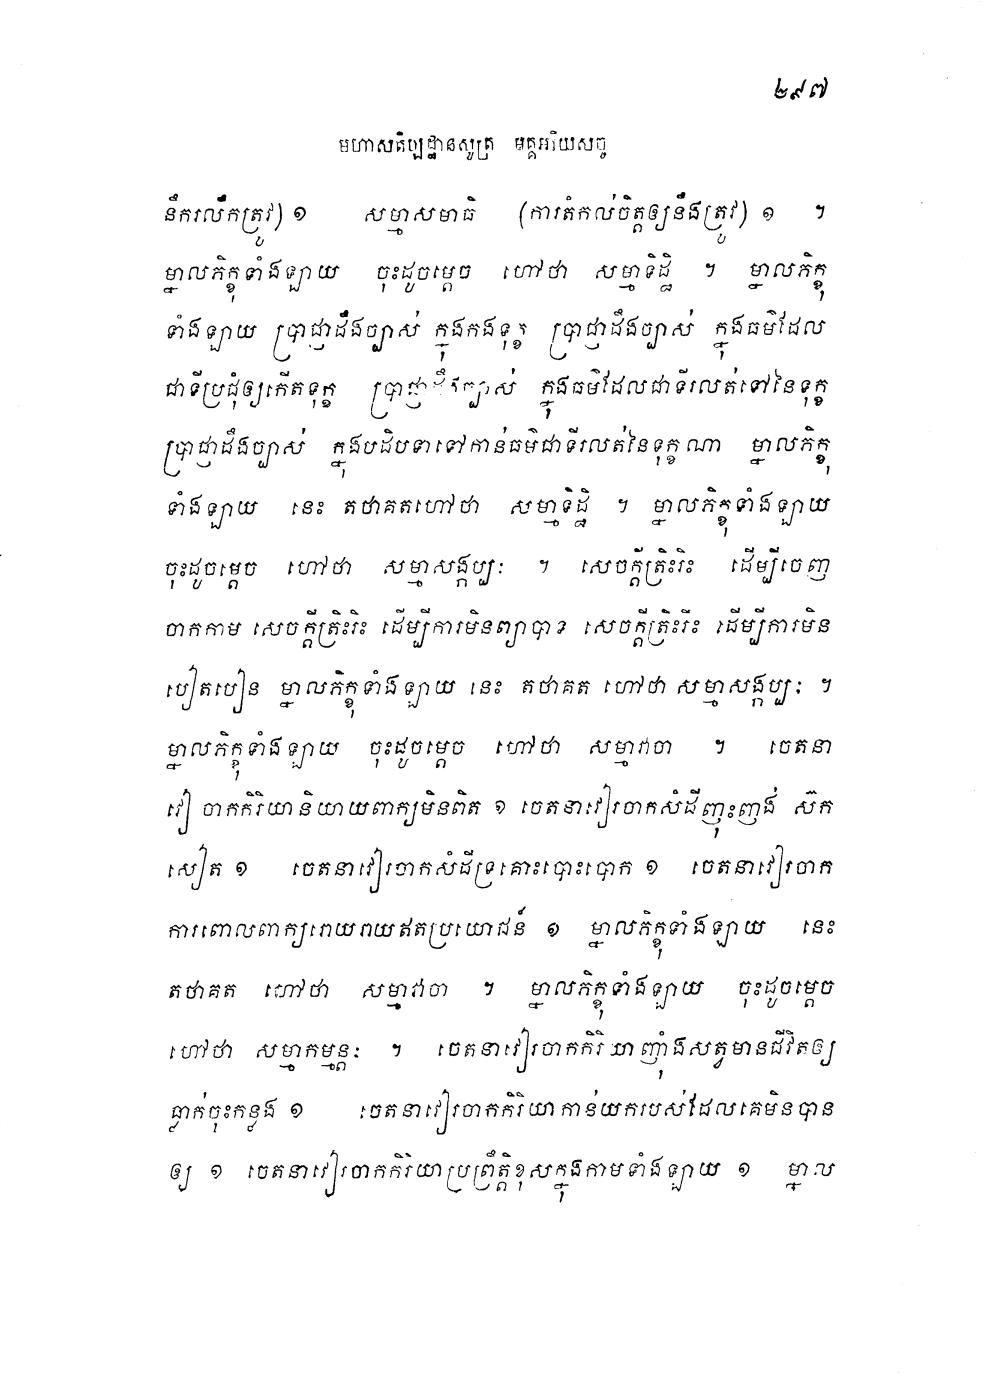 ២៩៧
មហាសតិប្បដ្ឋានសូត្រ មគ្គអរិយសច្ច
នឹករលឹកត្រូវ) ១ សម្មាសមាធិ (ការតំកល់ចិត្តឲ្យនឹងត្រូវ) ១ ។
ម្នាលភិក្ខុទាំងឡាយ ចុះដូចម្តេច ហៅថា សម្មាទិដ្ឋិ ។ ម្នាលភិក្ខុ
ទាំងឡាយ ប្រាជ្ញាដឹងច្បាស់ ក្នុងកងទុក្ខ ប្រាជ្ញាដឹងច្បាស់ ក្នុងធម៌ដែល
ជាទីប្រជុំឲ្យកើតទុក្ខ ប្រាជ្ញាដឹងច្បាស់ ក្នុងធម៌ដែលជាទីរលត់ទៅនៃទុក្ខ
ប្រាជ្ញាដឹងច្បាស់ ក្នុងបដិបទាទៅកាន់ធម៌ជាទីរលត់នៃទុក្ខណា ម្នាលភិក្ខុ
ទាំងឡាយ នេះ តថាគតហៅថា សម្មាទិដ្ឋិ ។ ម្នាលភិក្ខុទាំងឡាយ
ចុះដូចម្តេច ហៅថា សម្មាសង្កប្បៈ ។ សេចក្តីត្រិះរិះ ដើម្បីចេញ
ចាកកាម សេចក្តីត្រិះរិះ ដើម្បីការមិនព្យាបាទ សេចក្តីត្រិះរិះ ដើម្បីការមិន
បៀតបៀន ម្នាលភិក្ខុទាំងឡាយ នេះ តថាគត ហៅថា សម្មាសង្កប្បៈ ។
ម្នាលភិក្ខុទាំងឡាយ ចុះដូចម្តេច ហៅថា សម្មាវាចា ។ ចេតនា
វៀ ចាកកិរិយានិយាយពាក្យមិនពិត ១ ចេតនាវៀរចាកសំដីញុះញង់ ស៊ក
សៀត ១ ចេតនាវៀរចាកសំដីទ្រគោះបោះបោក ១ ចេតនាវៀរចាក
ការពោលពាក្យរោយរាយឥតប្រយោជន៍ ១ ម្នាលភិក្ខុទាំងឡាយ នេះ
តថាគត ហៅថា សម្មាវាចា ។ ម្នាលភិក្ខុទាំងឡាយ ចុះដូចម្តេច
ហៅថា សម្មាកម្មន្តៈ ។ ចេតនាវៀរចាកកិរិយាញ៉ាំងសត្វមានជីវិតឲ្យ
ធ្លាក់ចុះកន្លង ១ ចេតនាវៀរចាកកិរិយាកាន់យករបស់ដែលគេមិនបាន
ឲ្យ ១ ចេតនាវៀរចាកកិរិយាប្រព្រឹត្តិខុសក្នុងកាមទាំងឡាយ ១ ម្នាល